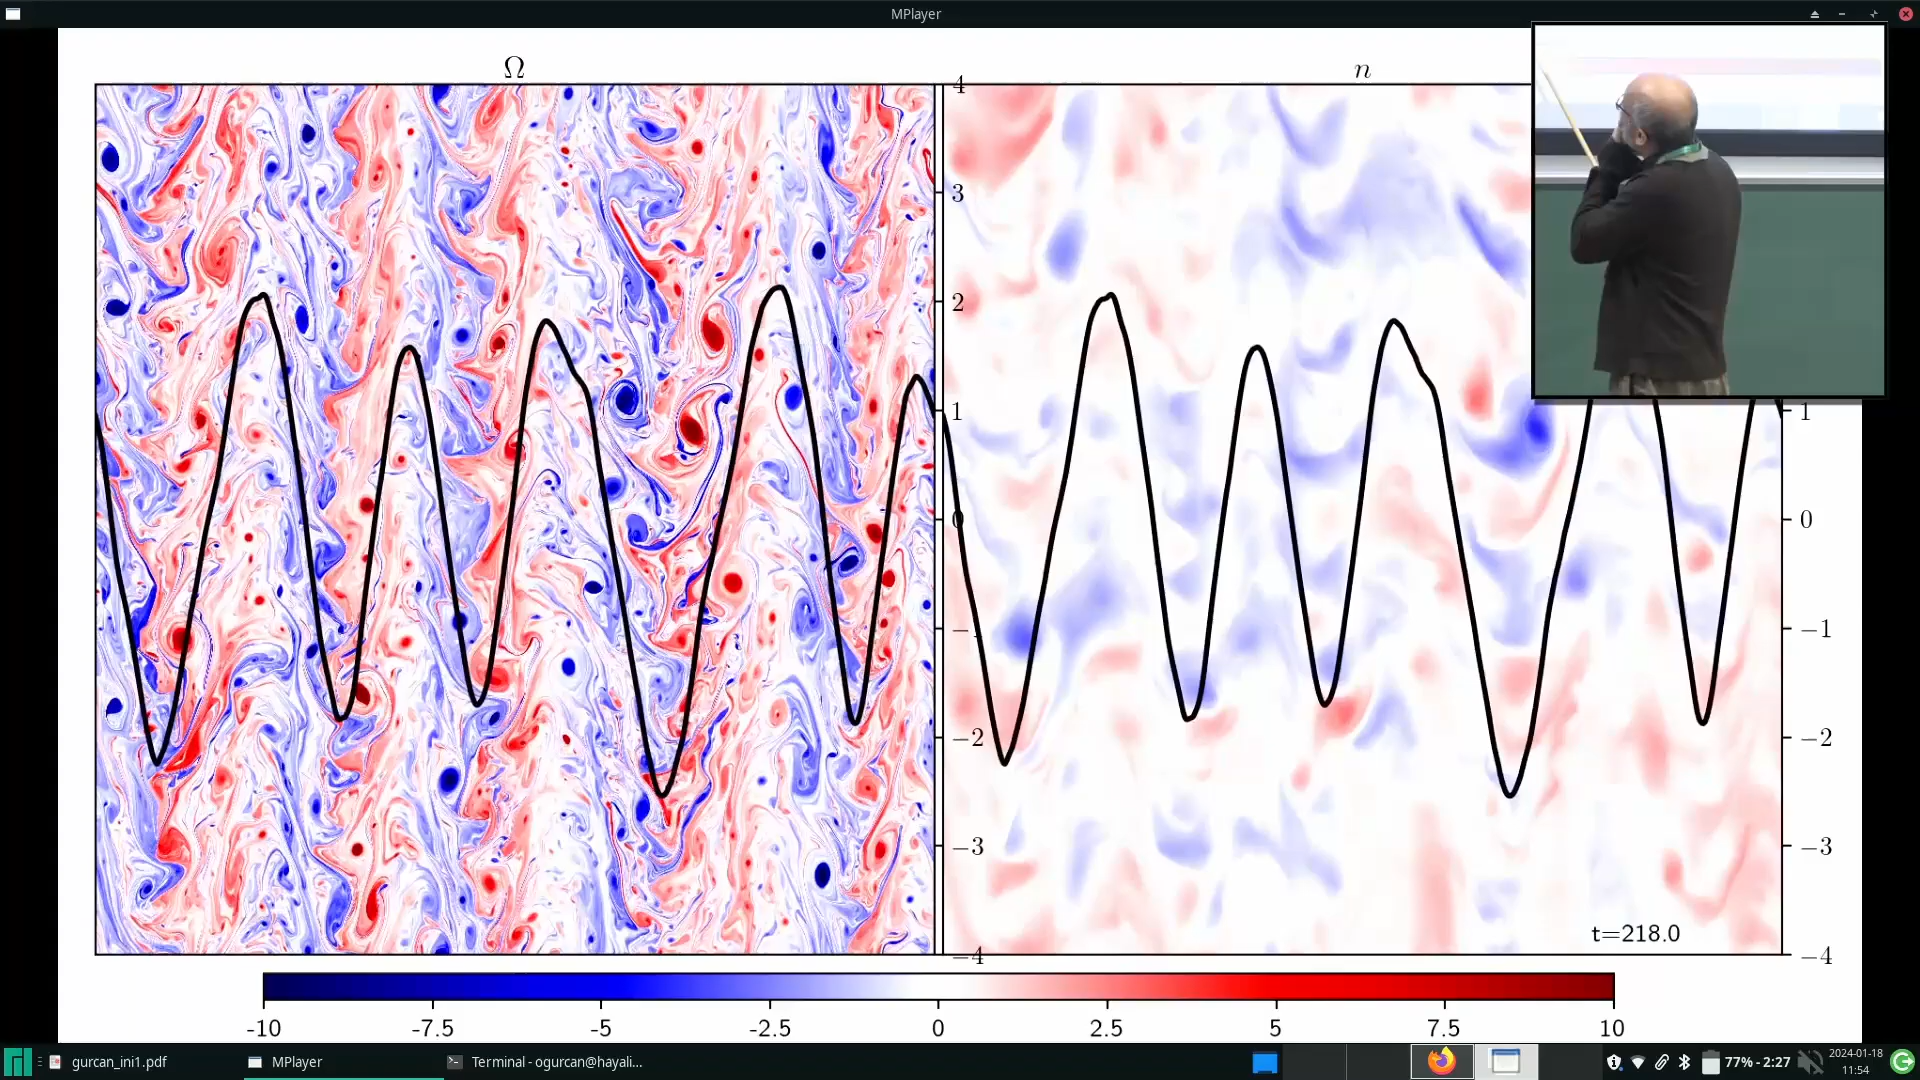 MPlayer
Ω
n
4
3
2
1
0
−1
−2
−3
−4
1
0
−1
−2
−3
−4
t=218.0
-10 -7.5 -5 -2.5 0 2.5 5 7.5 10
gurcan_ini1.pdf MPlayer Terminal - ogurcan@hayali... 77% - 2:27 2024-01-18
11:54